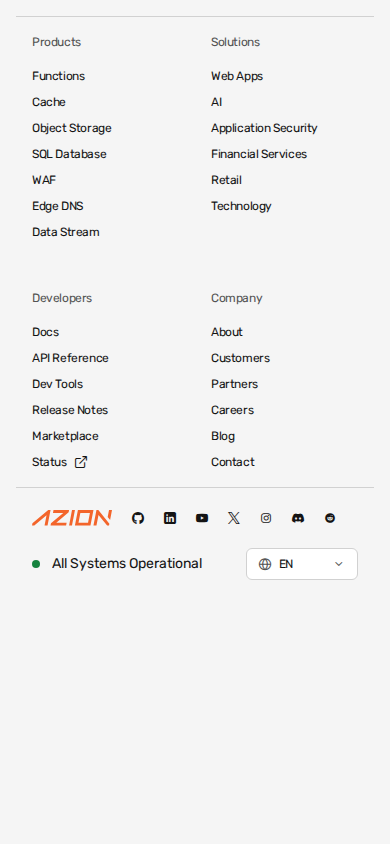 Products
Functions
Cache
Object Storage
SQL Database
WAF
Edge DNS
Data Stream
Solutions
Web Apps
AI
Application Security
Financial Services
Retail
Technology
Developers
Docs
API Reference
Dev Tools
Release Notes
Marketplace
Status
Company
About
Customers
Partners
Careers
Blog
Contact
AZION
All Systems Operational
EN